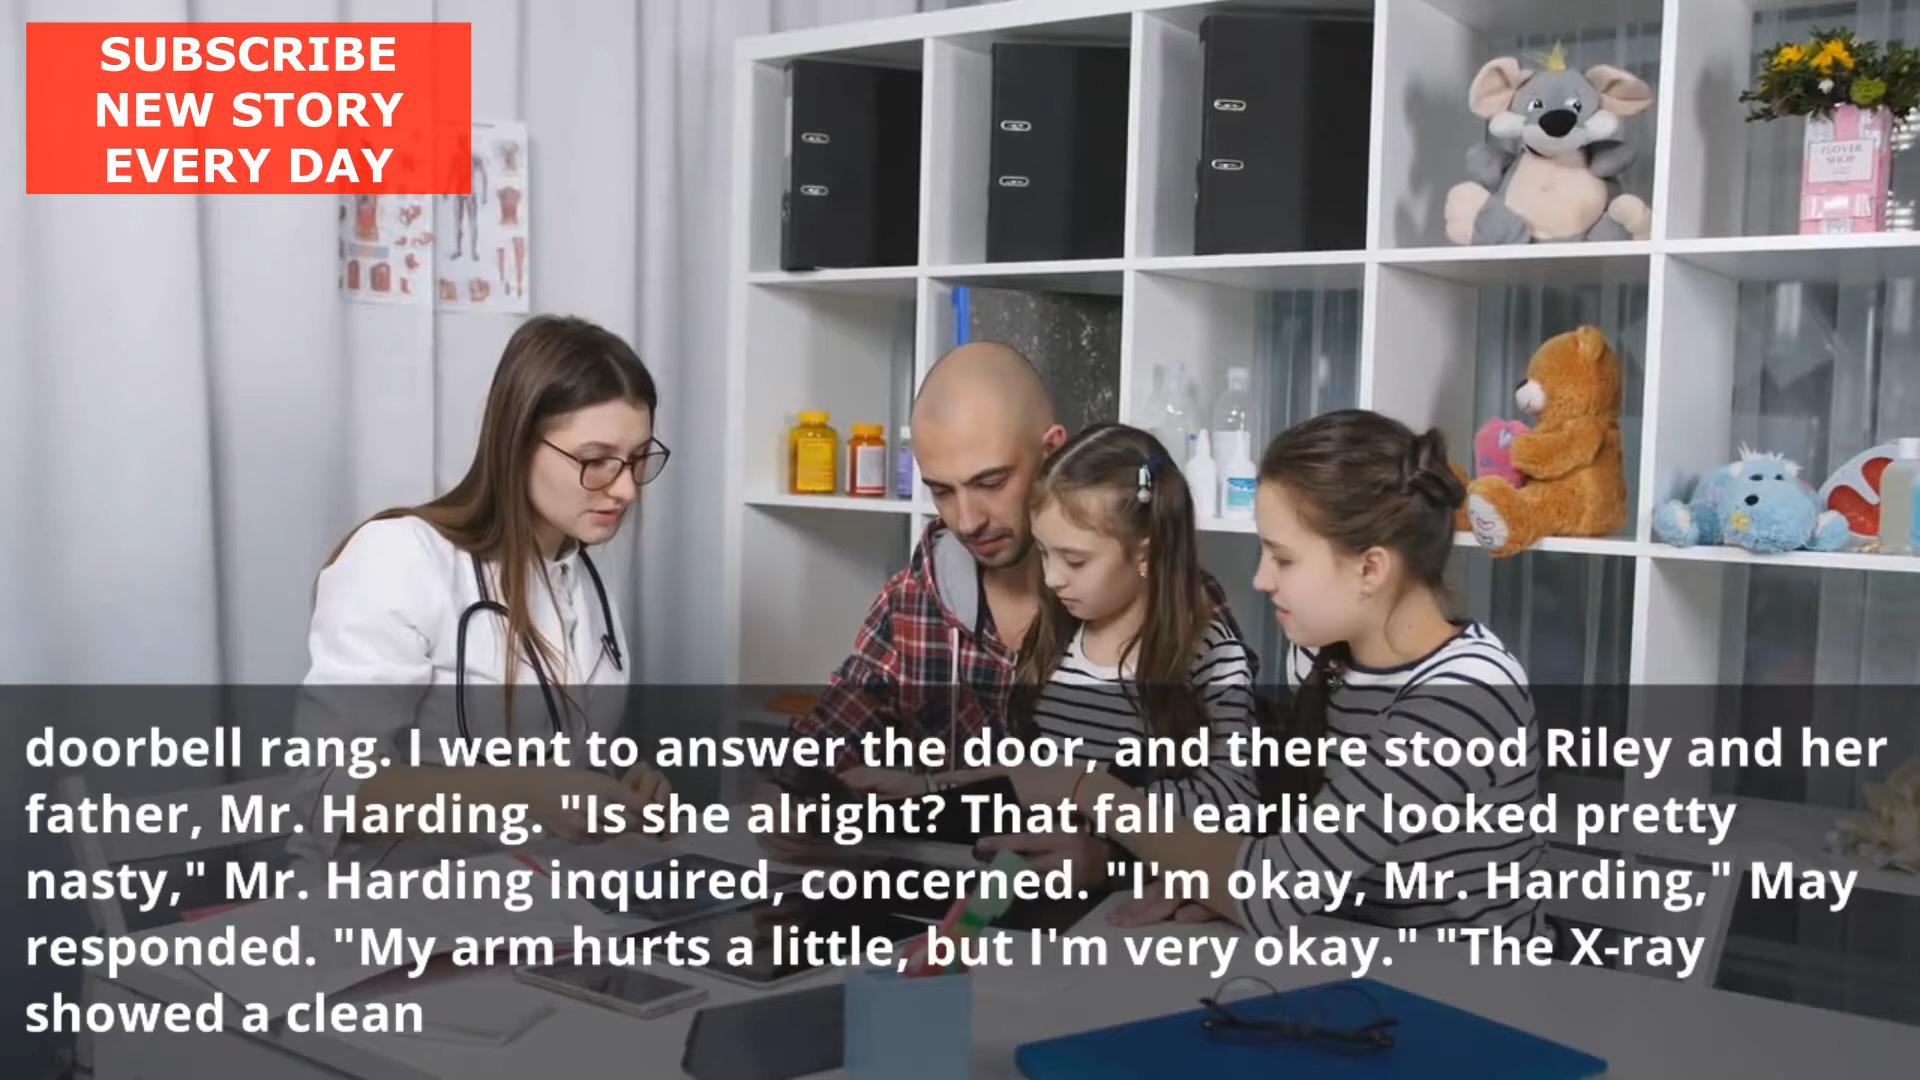 SUBSCRIBE
NEW STORY
EVERY DAY
FLOVER
SHOP
doorbell rang. I went to answer the door, and there stood Riley and her
father, Mr. Harding. "Is she alright? That fall earlier looked pretty
nasty," Mr. Harding inquired, concerned. "I'm okay, Mr. Harding," May
responded. "My arm hurts a little, but I'm very okay." "The X-ray
showed a clean